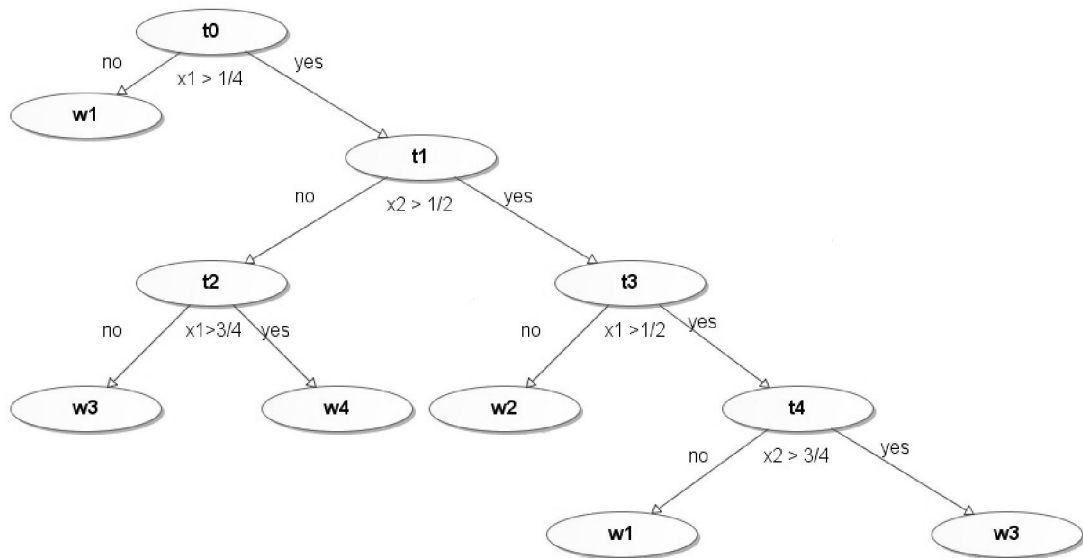 t0
no
yes
x1 > 1/4
w1
t1
no
yes
x2 > 1/2
t2
t3
no
x1>3/4
yes
no
x1 >1/2
yes
w3
w4
w2
t4
no
x2 > 3/4
yes
w1
w3